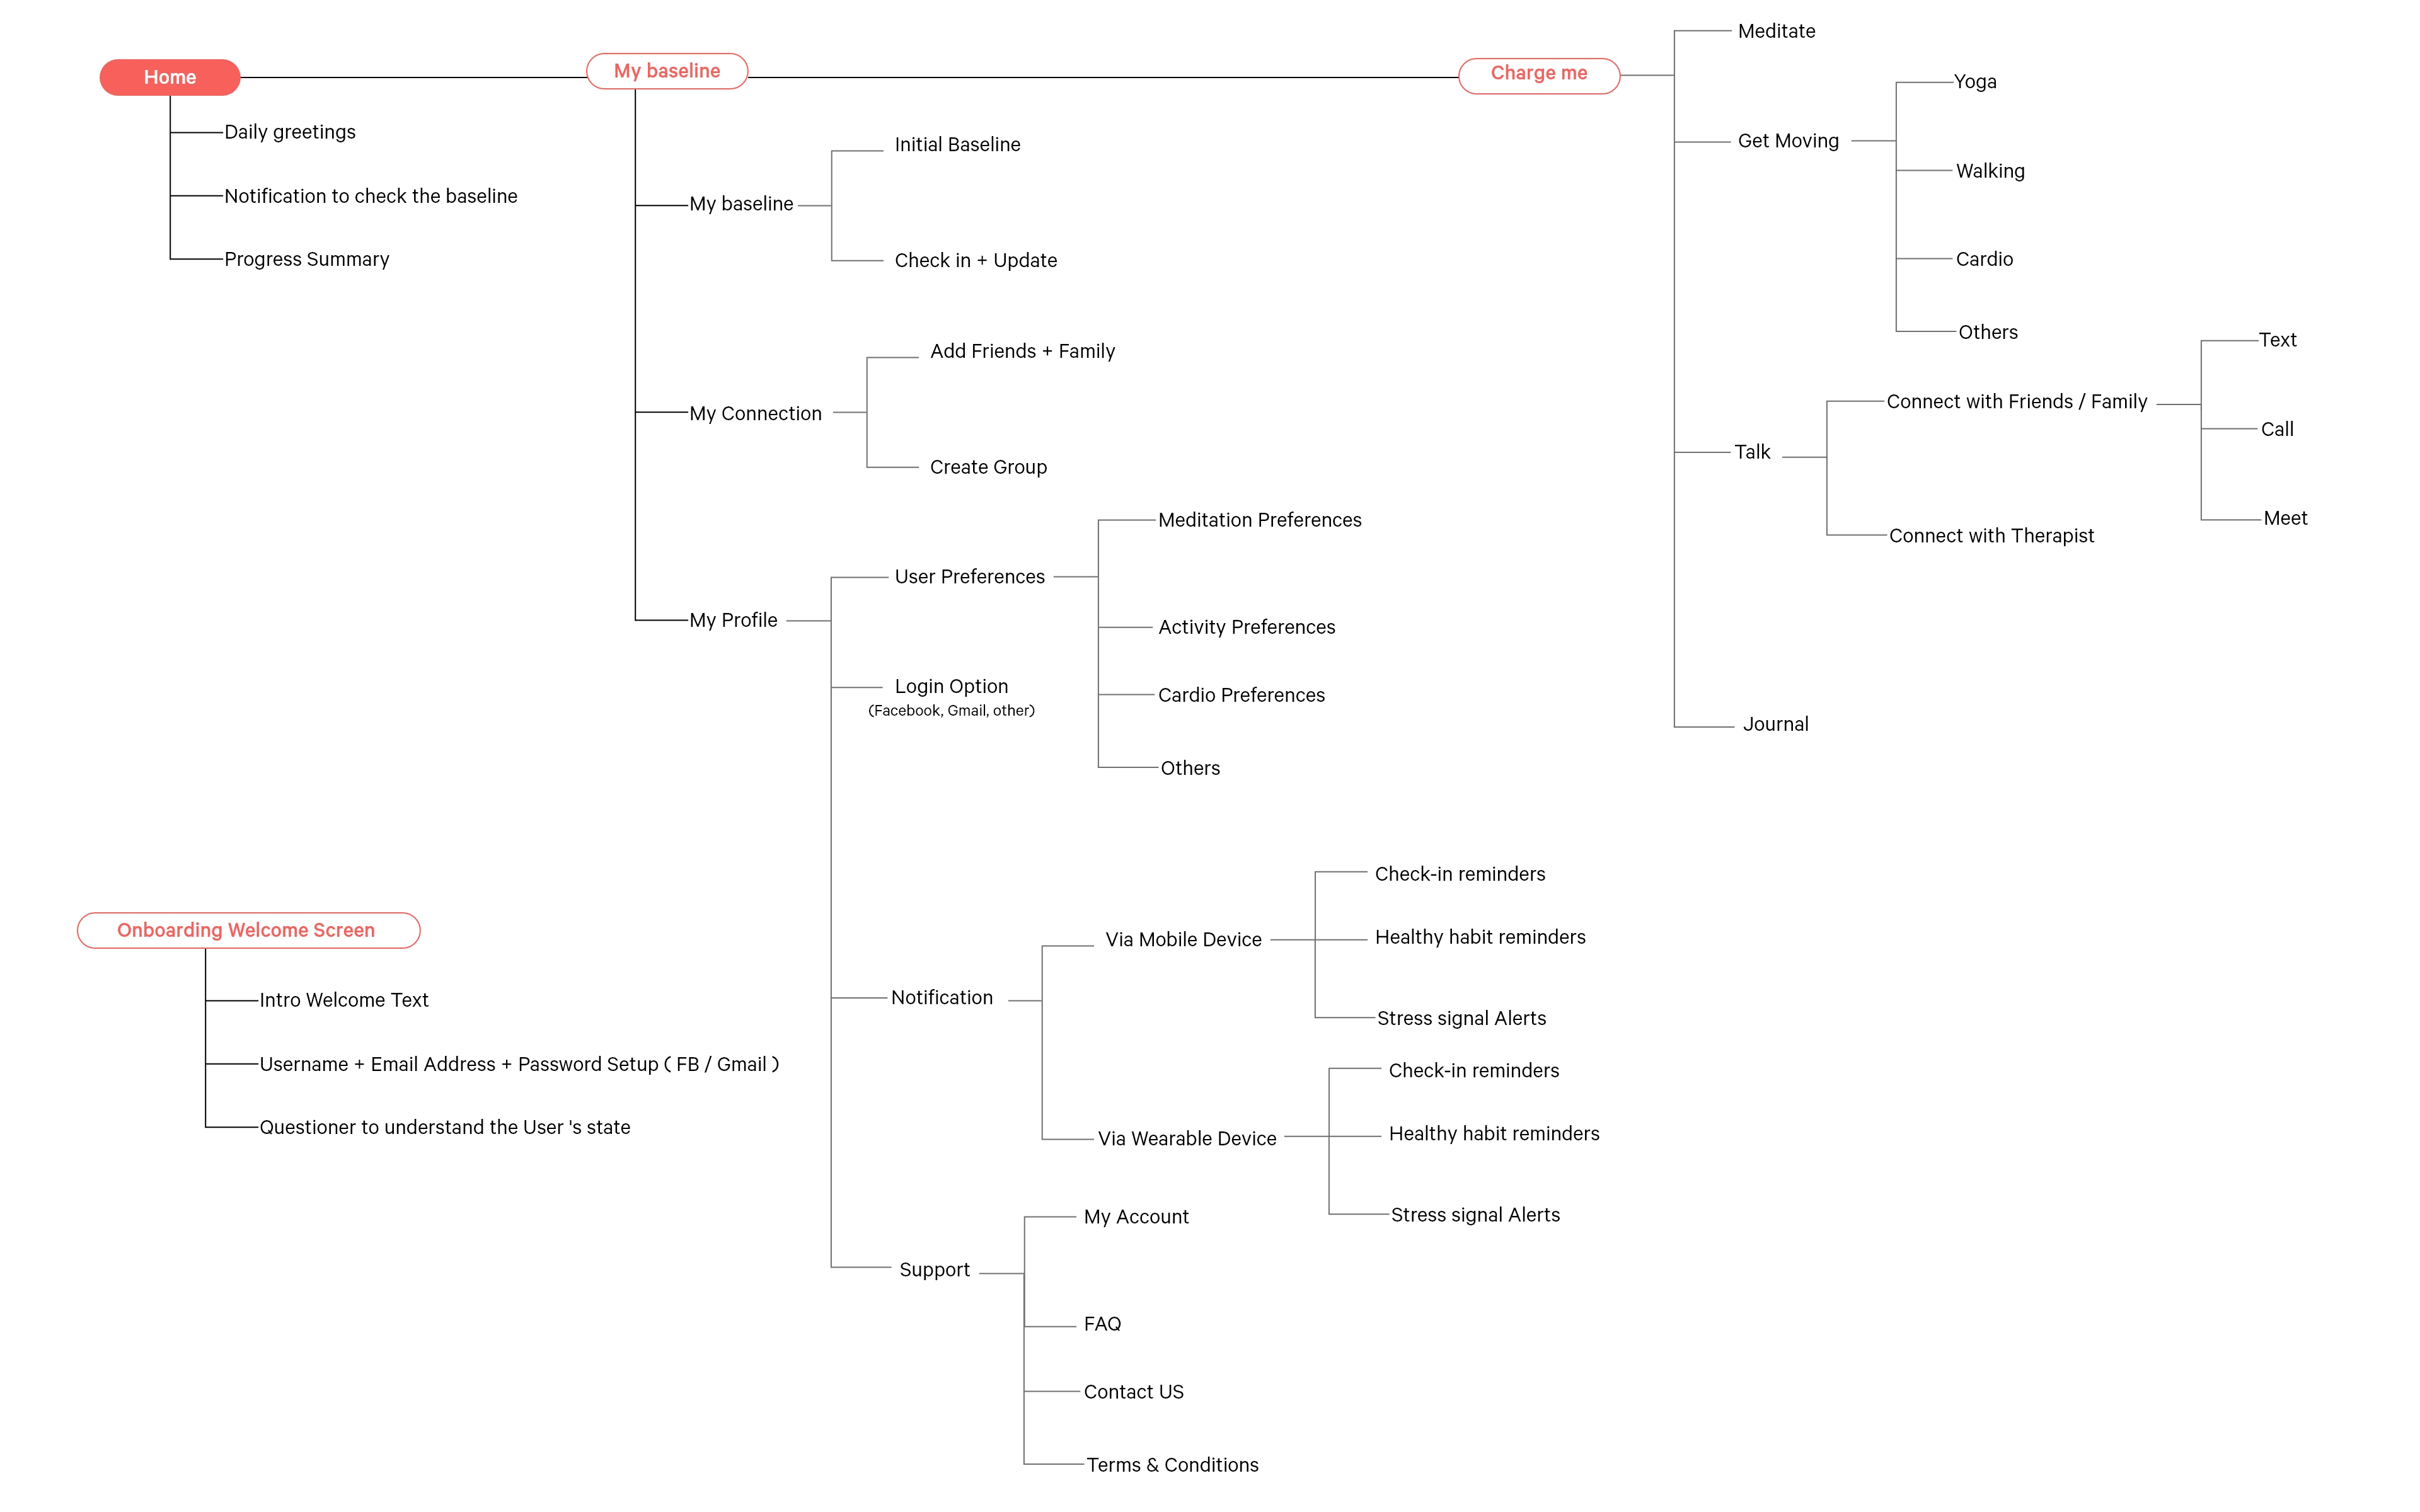 Home
Daily greetings
Notification to check the baseline
Progress Summary
My baseline
My baseline
Initial Baseline
Check in + Update
My Connection
Add Friends + Family
Create Group
My Profile
User Preferences
Meditation Preferences
Activity Preferences
Cardio Preferences
Others
Login Option
(Facebook, Gmail, other)
Notification
Via Mobile Device
Check-in reminders
Healthy habit reminders
Stress signal Alerts
Via Wearable Device
Check-in reminders
Healthy habit reminders
Stress signal Alerts
Support
My Account
FAQ
Contact US
Terms & Conditions
Charge me
Meditate
Get Moving
Yoga
Walking
Cardio
Others
Talk
Connect with Friends / Family
Text
Call
Meet
Connect with Therapist
Journal
Onboarding Welcome Screen
Intro Welcome Text
Username + Email Address + Password Setup ( FB / Gmail )
Questioner to understand the User 's state